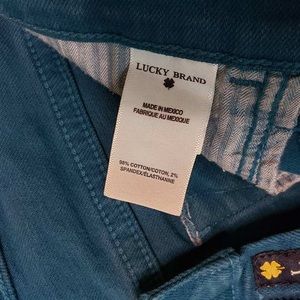 LUCKY BRAND
MADE IN MEXICO
FABRIQUE AU MEXIQUE
98% COTTON/COTON, 2%
SPANDEX/ELASTHANNE